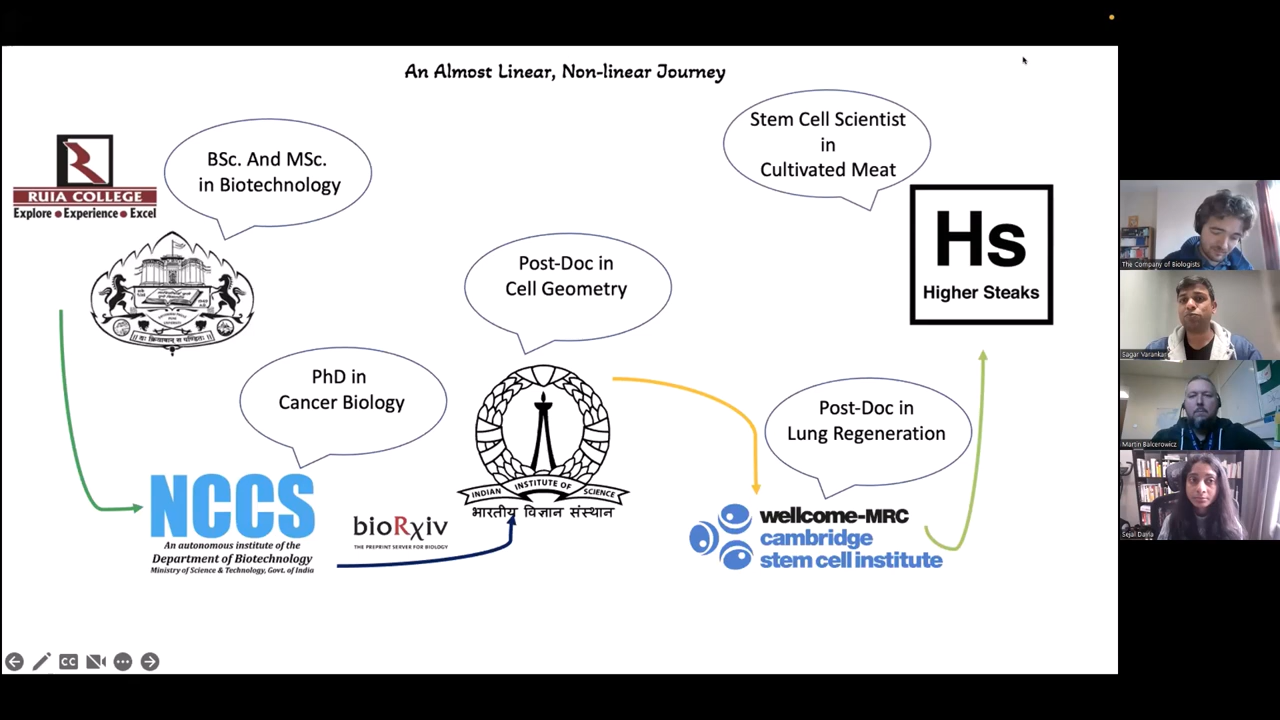 An Almost Linear, Non-linear Journey
RUIA COLLEGE
Explore ● Experience ● Excel
BSc. And MSc.
in Biotechnology
PhD in
Cancer Biology
NCCS
An autonomous institute of the
Department of Biotechnology
Ministry of Science & Technology, Govt. of India
bioRxiv
THE PREPRINT SERVER FOR BIOLOGY
Post-Doc in
Cell Geometry
INDIAN INSTITUTE OF SCIENCE
भारतीय विज्ञान संस्थान
Post-Doc in
Lung Regeneration
wellcome-MRC
cambridge
stem cell institute
Stem Cell Scientist
in
Cultivated Meat
Hs
Higher Steaks
CC
The Company of Biologists
Sagar Varankar
Martin Balcerowicz
Sejal Davla